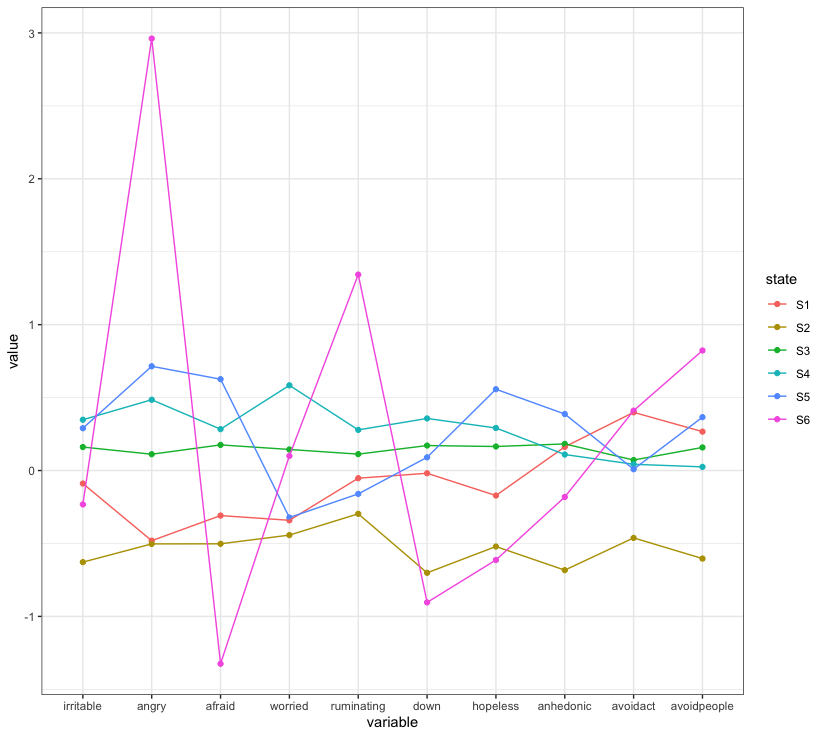 3
2
1
0
-1
value
irritable angry afraid worried ruminating down hopeless anhedonic avoidact avoidpeople
variable
state
S1
S2
S3
S4
S5
S6